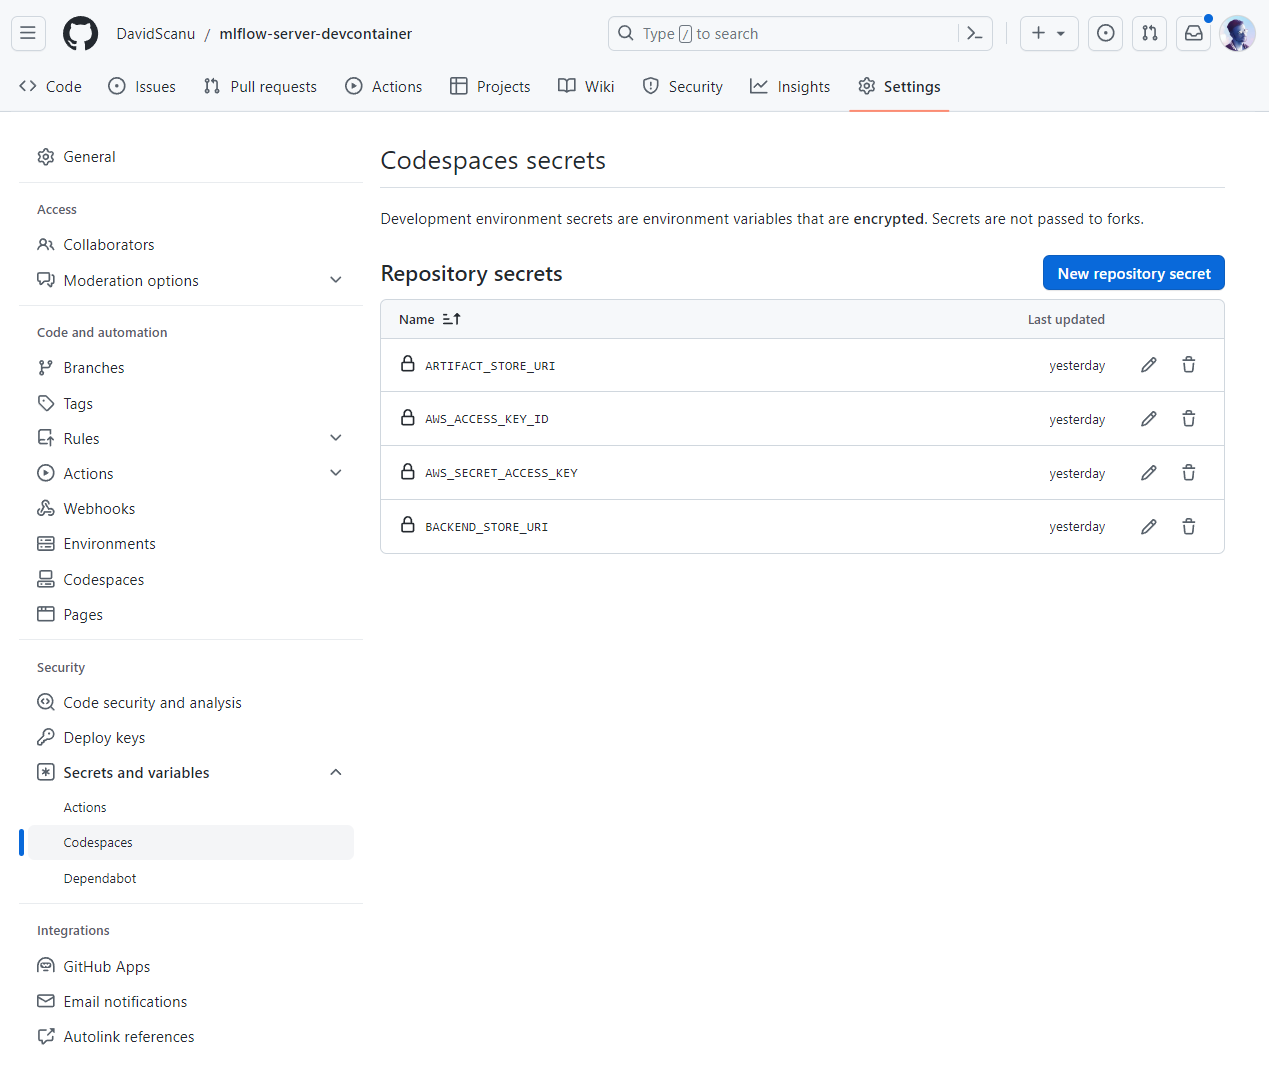 DavidScanu / mlflow-server-devcontainer
Type / to search
Code
Issues
Pull requests
Actions
Projects
Wiki
Security
Insights
Settings
General
Access
Collaborators
Moderation options
Code and automation
Branches
Tags
Rules
Actions
Webhooks
Environments
Codespaces
Pages
Security
Code security and analysis
Deploy keys
Secrets and variables
Actions
Codespaces
Dependabot
Integrations
GitHub Apps
Email notifications
Autolink references
Codespaces secrets
Development environment secrets are environment variables that are encrypted. Secrets are not passed to forks.
Repository secrets
New repository secret
Name Last updated
ARTIFACT_STORE_URI yesterday
AWS_ACCESS_KEY_ID yesterday
AWS_SECRET_ACCESS_KEY yesterday
BACKEND_STORE_URI yesterday